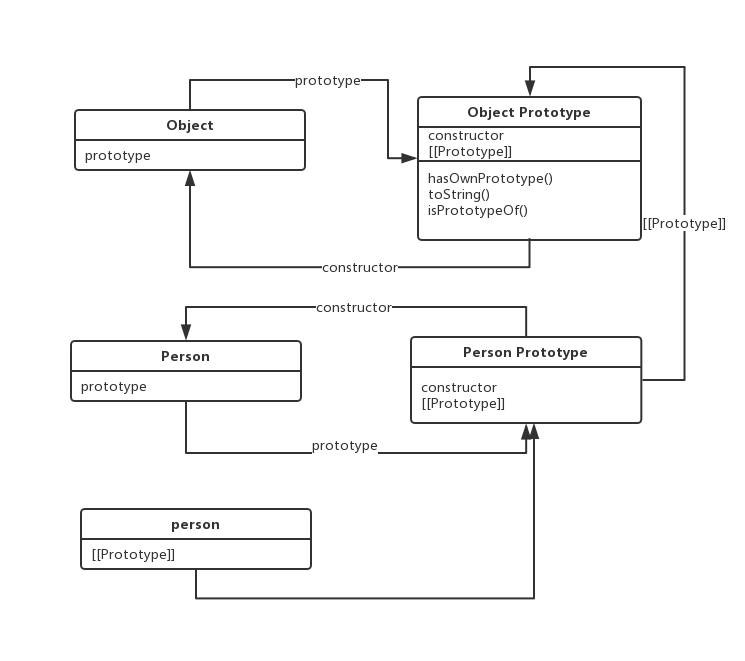 prototype
Object
prototype
Object Prototype
constructor
[[Prototype]]
hasOwnPrototype()
toString()
isPrototypeOf()
[[Prototype]]
constructor
constructor
Person
prototype
Person Prototype
constructor
[[Prototype]]
prototype
person
[[Prototype]]